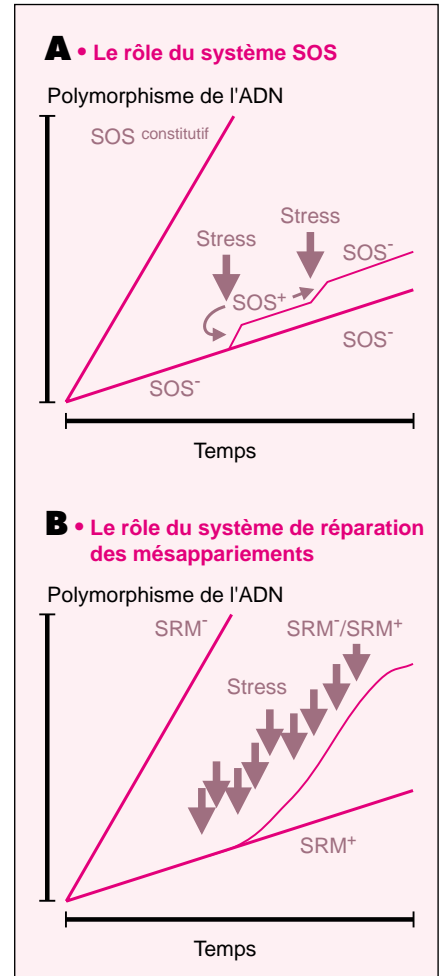 A • Le rôle du système SOS
Polymorphisme de l'ADN
SOS constitutif
Stress
Stress
SOS⁻
SOS⁺
SOS⁻
SOS⁻
Temps
B • Le rôle du système de réparation
des mésappariements
Polymorphisme de l'ADN
SRM⁻
SRM⁻/SRM⁺
Stress
SRM⁺
Temps